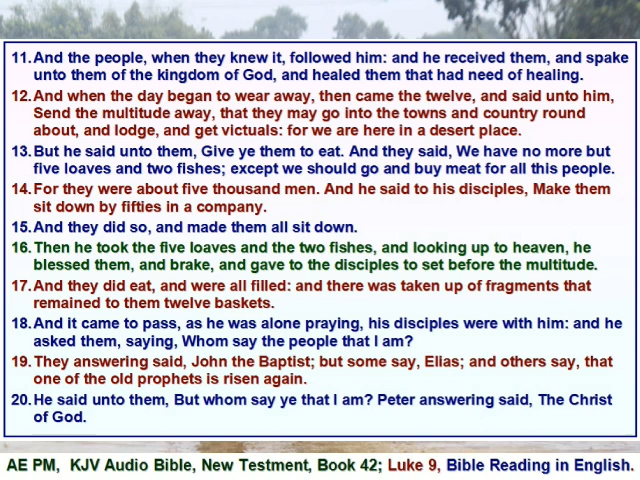 11. And the people, when they knew it, followed him: and he received them, and spake
unto them of the kingdom of God, and healed them that had need of healing.
12. And when the day began to wear away, then came the twelve, and said unto him,
Send the multitude away, that they may go into the towns and country round
about, and lodge, and get victuals: for we are here in a desert place.
13. But he said unto them, Give ye them to eat. And they said, We have no more but
five loaves and two fishes; except we should go and buy meat for all this people.
14. For they were about five thousand men. And he said to his disciples, Make them
sit down by fifties in a company.
15. And they did so, and made them all sit down.
16. Then he took the five loaves and the two fishes, and looking up to heaven, he
blessed them, and brake, and gave to the disciples to set before the multitude.
17. And they did eat, and were all filled: and there was taken up of fragments that
remained to them twelve baskets.
18. And it came to pass, as he was alone praying, his disciples were with him: and he
asked them, saying, Whom say the people that I am?
19. They answering said, John the Baptist; but some say, Elias; and others say, that
one of the old prophets is risen again.
20. He said unto them, But whom say ye that I am? Peter answering said, The Christ
of God.
AE PM, KJV Audio Bible, New Testment, Book 42; Luke 9, Bible Reading in English.